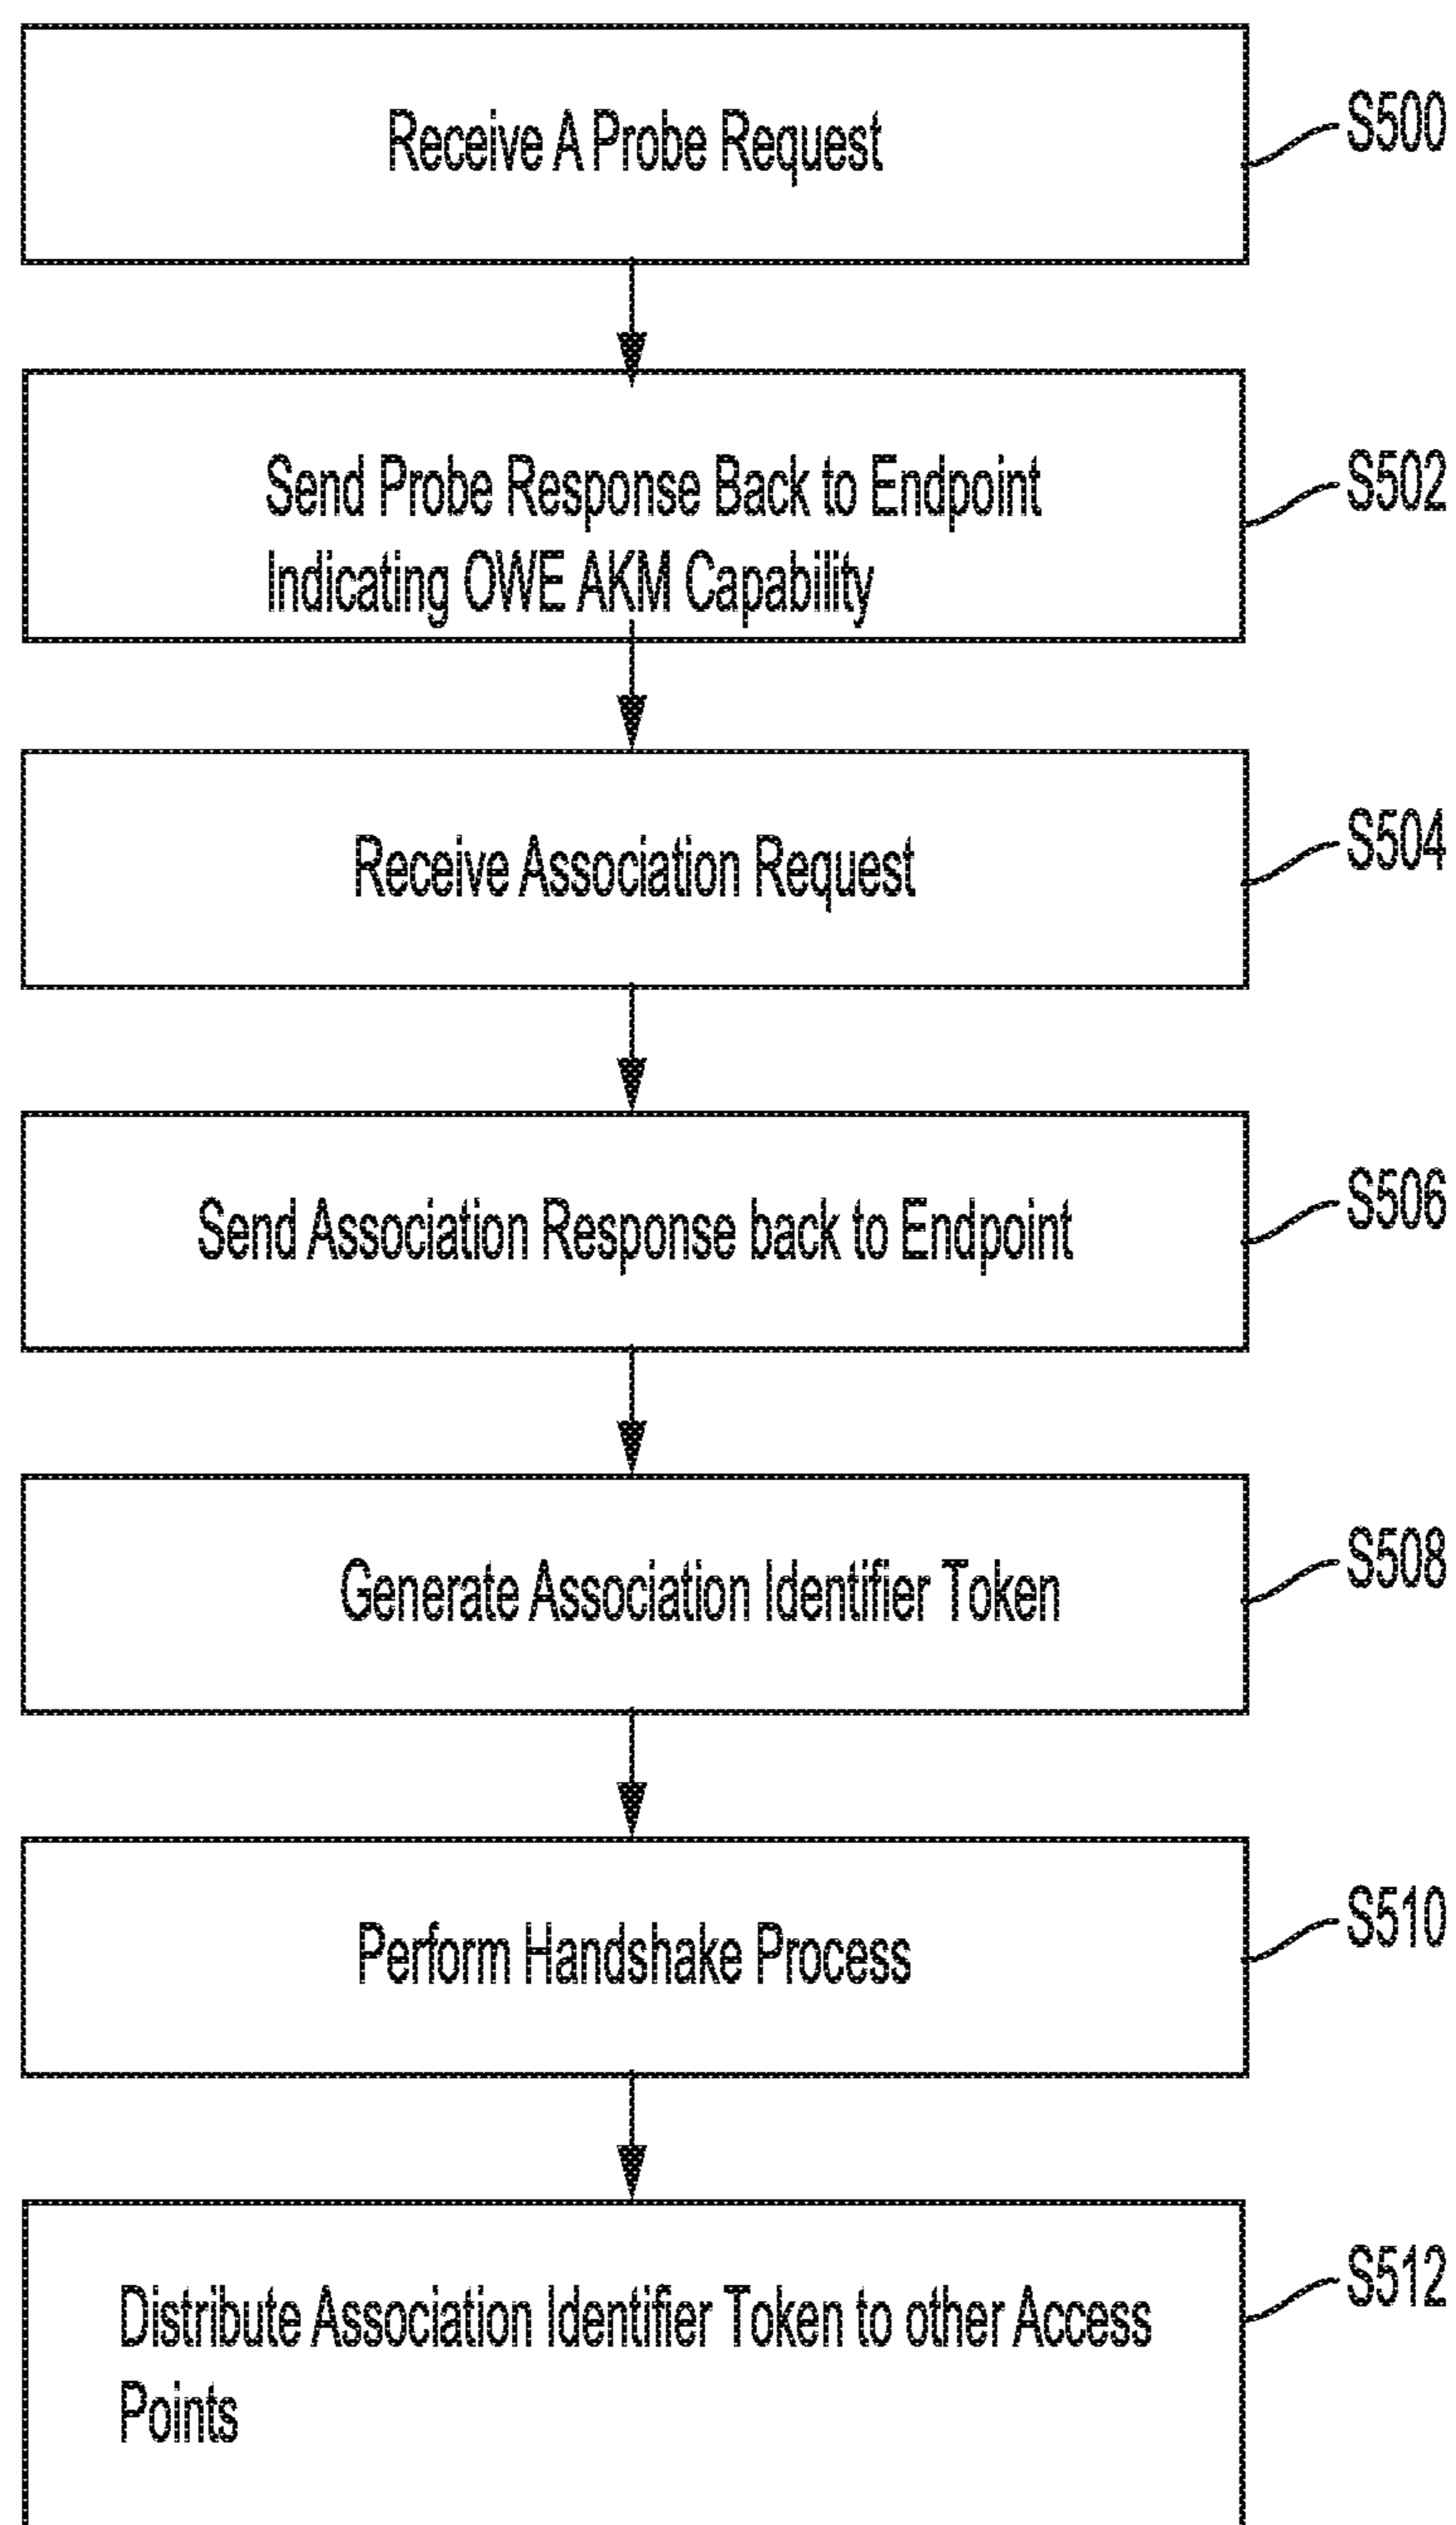 Receive A Probe Request
S500
Send Probe Response Back to Endpoint
Indicating OWE AKM Capability
S502
Receive Association Request
S504
Send Association Response back to Endpoint
S506
Generate Association Identifier Token
S508
Perform Handshake Process
S510
Distribute Association Identifier Token to other Access
Points
S512